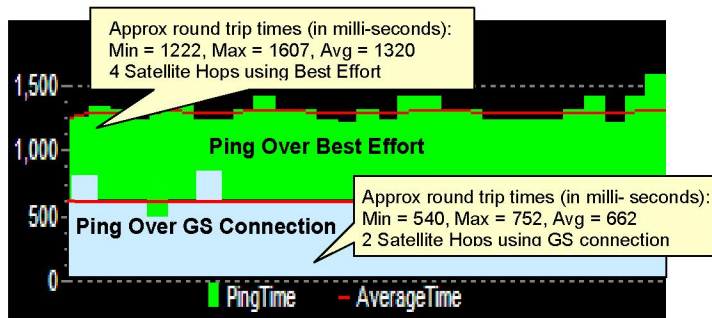 Approx round trip times (in milli-seconds):
Min = 1222, Max = 1607, Avg = 1320
4 Satellite Hops using Best Effort
1,500
1,000
Ping Over Best Effort
Approx round trip times (in milli- seconds):
Min = 540, Max = 752, Avg = 662
2 Satellite Hops using GS connection
500
Ping Over GS Connection
0
PingTime
AverageTime